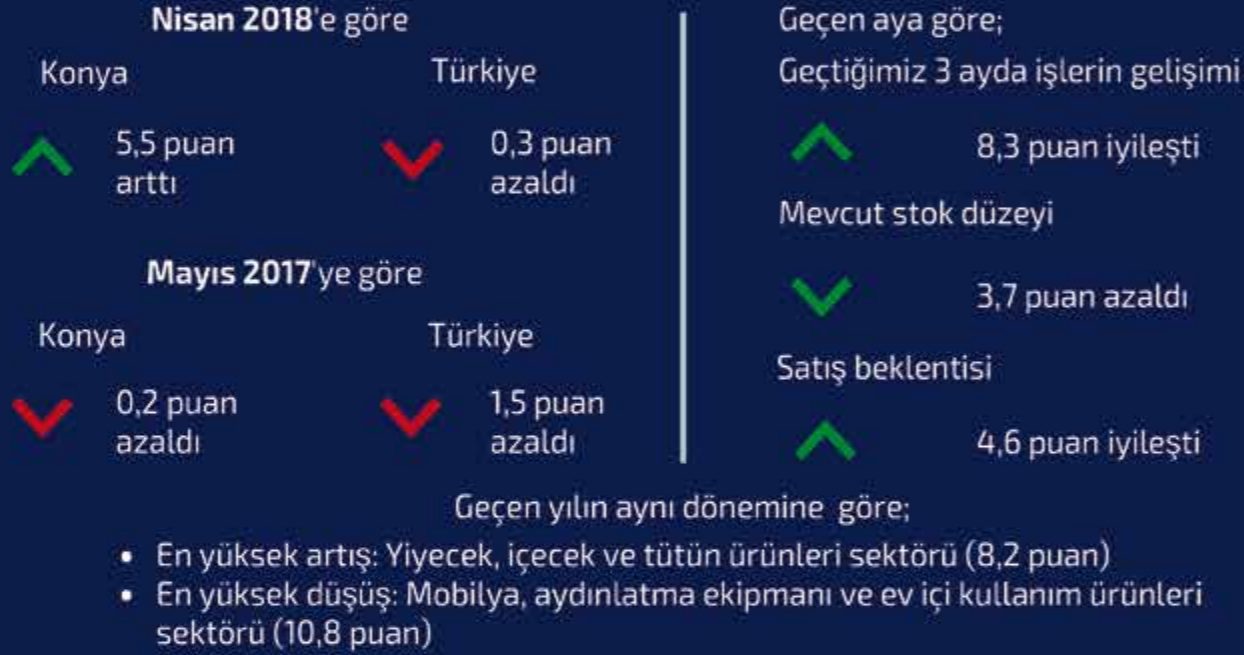 Nisan 2018'e göre
Konya
Türkiye
5,5 puan
arttı
0,3 puan
azaldı
Mayıs 2017'ye göre
Konya
Türkiye
0,2 puan
azaldı
1,5 puan
azaldı
Geçen aya göre;
Geçtiğimiz 3 ayda işlerin gelişimi
8,3 puan iyileşti
Mevcut stok düzeyi
3,7 puan azaldı
Satış beklentisi
4,6 puan iyileşti
Geçen yılın aynı dönemine göre;
• En yüksek artış: Yiyecek, içecek ve tütün ürünleri sektörü (8,2 puan)
• En yüksek düşüş: Mobilya, aydınlatma ekipmanı ve ev içi kullanım ürünleri
sektörü (10,8 puan)